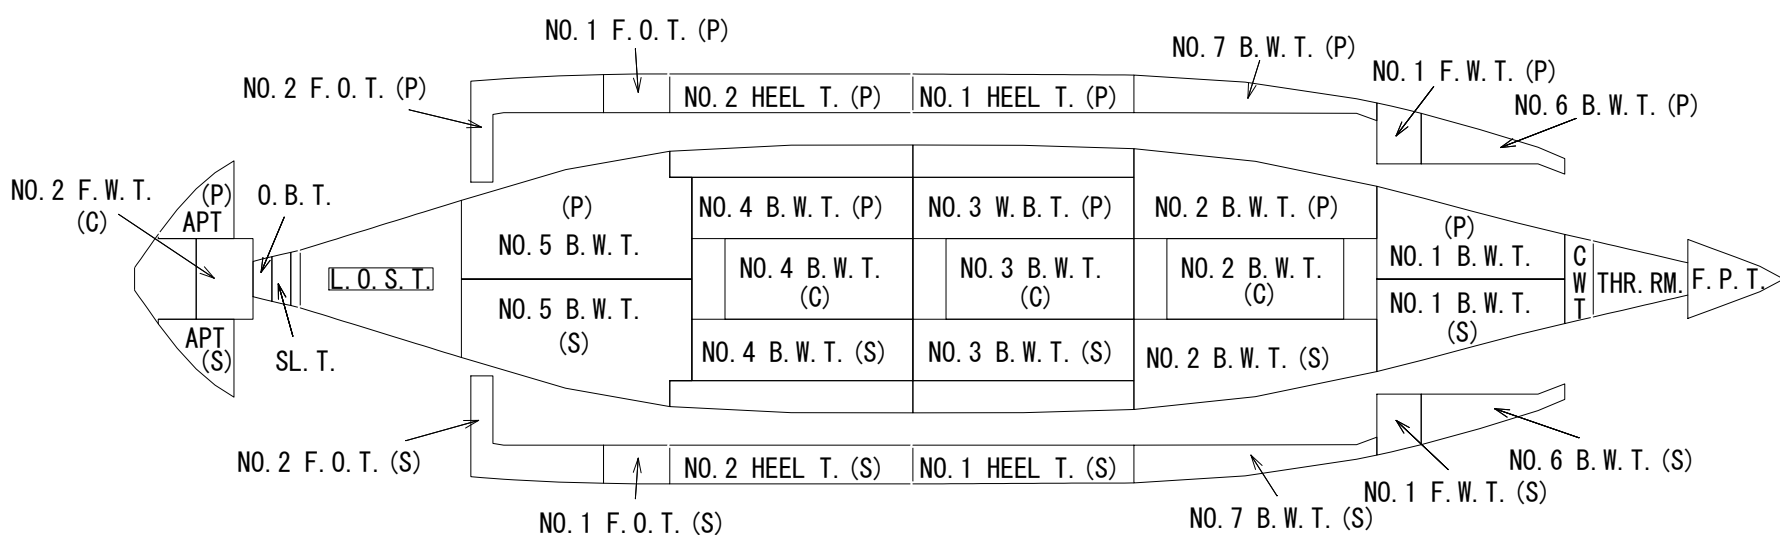 NO.1 F.O.T.(P)
NO.7 B.W.T.(P)
NO.2 F.O.T.(P)
NO.1 F.W.T.(P)
NO.2 HEEL T.(P)
NO.1 HEEL T.(P)
NO.6 B.W.T.(P)
NO.2 F.W.T.
(C)
(P)
APT
O.B.T.
(P)
NO.5 B.W.T.
NO.4 B.W.T.(P)
NO.3 W.B.T.(P)
NO.2 B.W.T.(P)
(P)
NO.1 B.W.T.
L.O.S.T.
NO.4 B.W.T.
(C)
NO.3 B.W.T.
(C)
NO.2 B.W.T.
(C)
C
W
T
THR.RM.
F.P.T.
APT
(S)
SL.T.
NO.5 B.W.T.
(S)
NO.4 B.W.T.(S)
NO.3 B.W.T.(S)
NO.2 B.W.T.(S)
NO.1 B.W.T.
(S)
NO.2 F.O.T.(S)
NO.2 HEEL T.(S)
NO.1 HEEL T.(S)
NO.6 B.W.T.(S)
NO.1 F.W.T.(S)
NO.1 F.O.T.(S)
NO.7 B.W.T.(S)